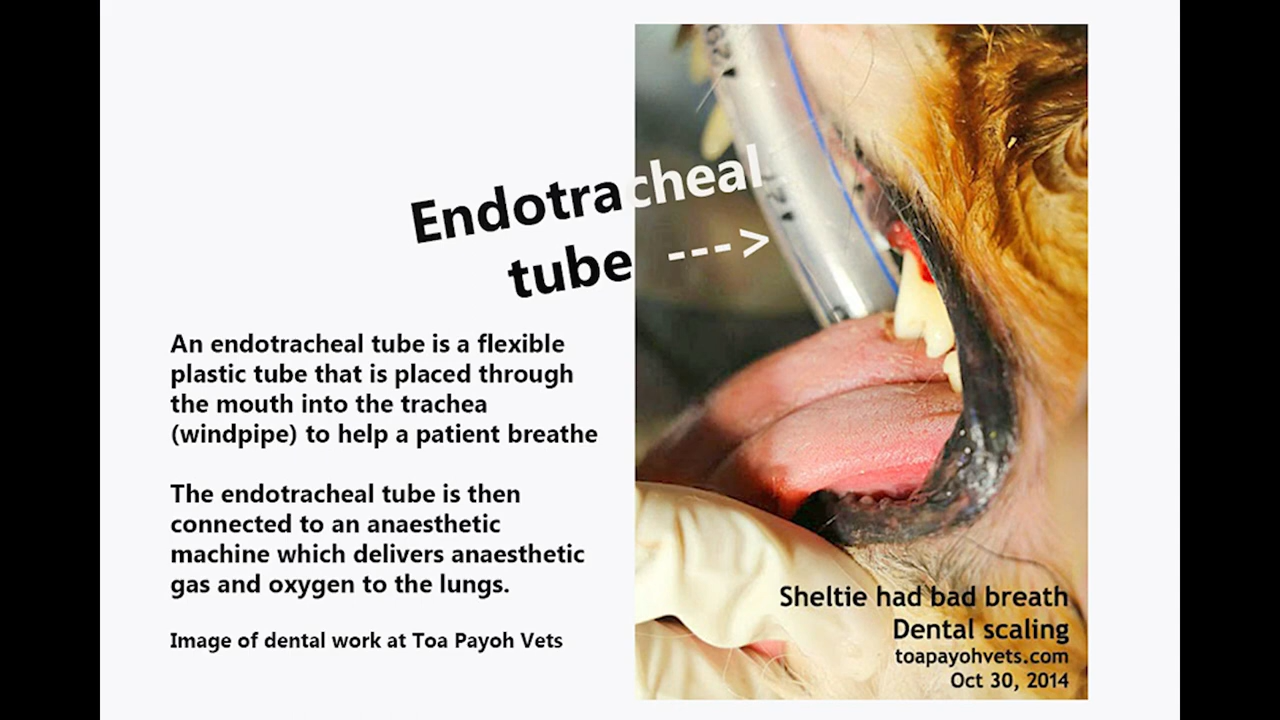 Endotracheal
tube --->
An endotracheal tube is a flexible
plastic tube that is placed through
the mouth into the trachea
(windpipe) to help a patient breathe
The endotracheal tube is then
connected to an anaesthetic
machine which delivers anaesthetic
gas and oxygen to the lungs.
Image of dental work at Toa Payoh Vets
Sheltie had bad breath
Dental scaling
toapayohvets.com
Oct 30, 2014